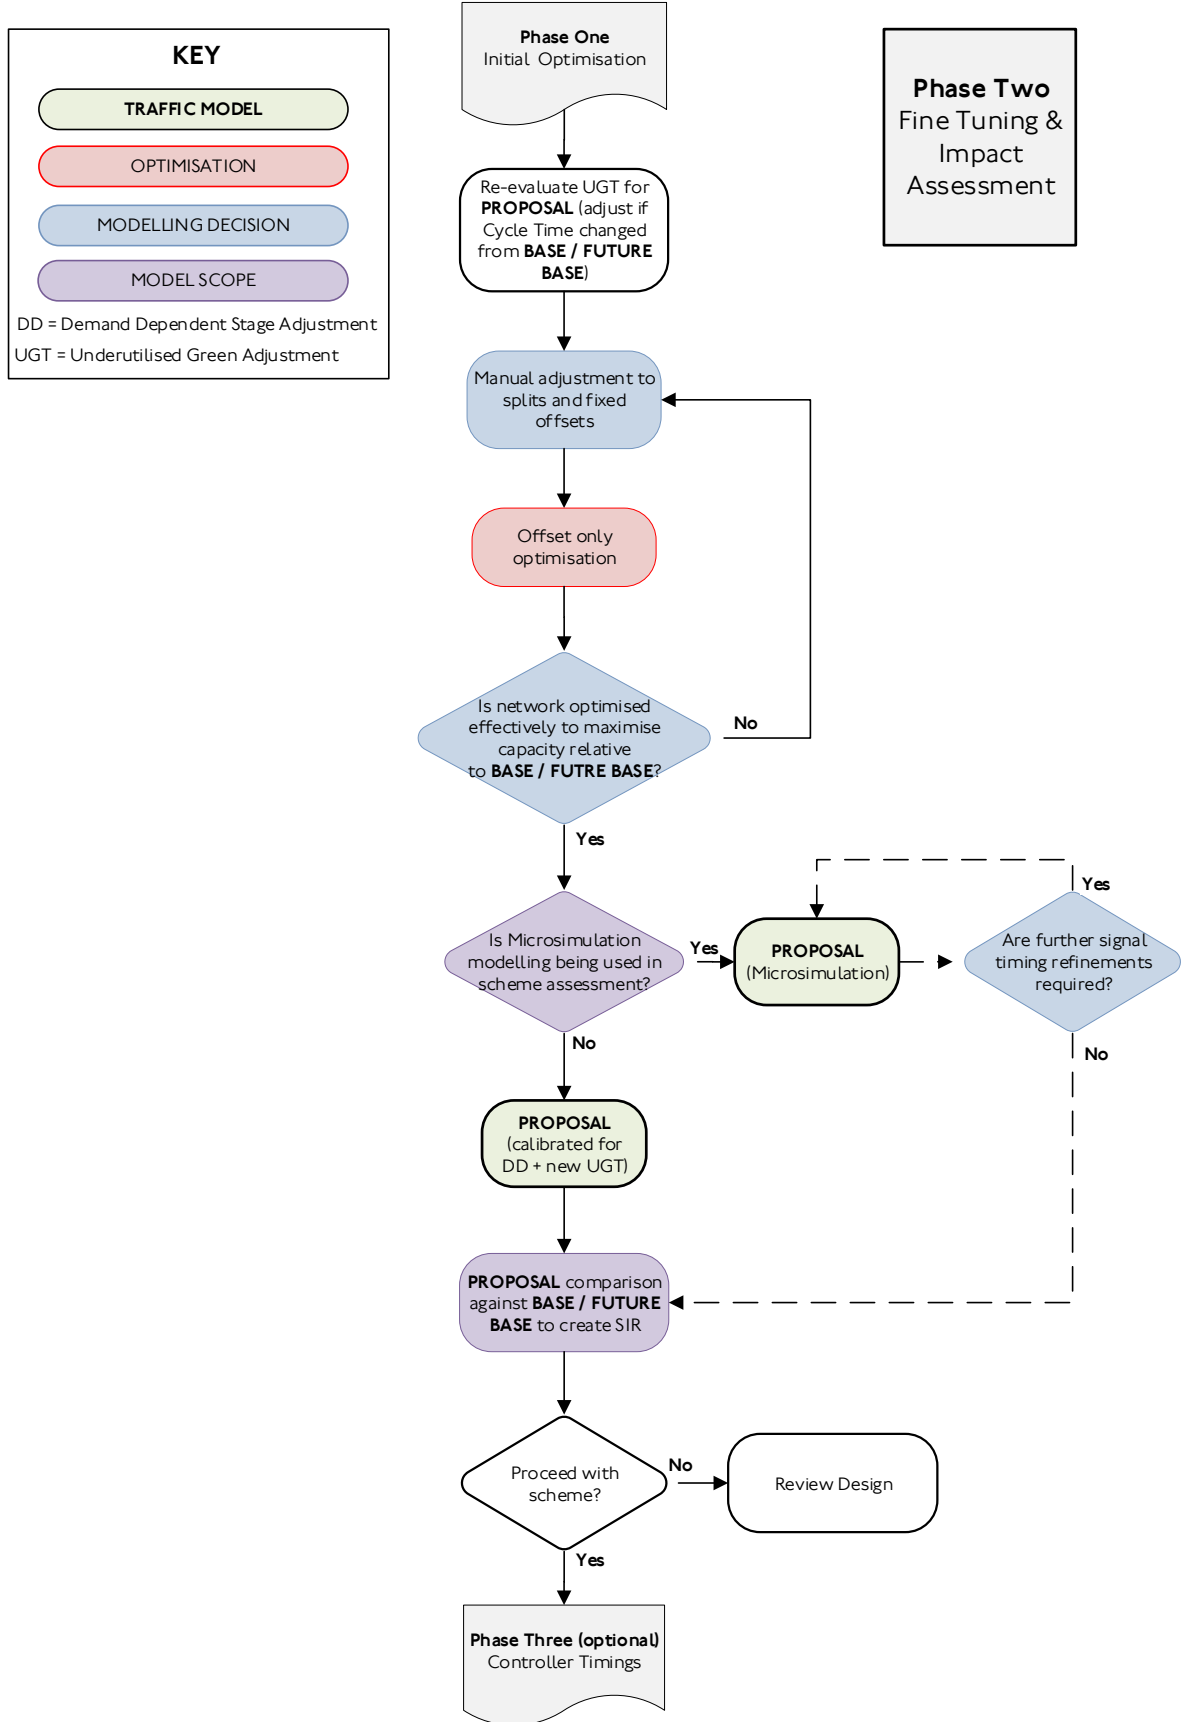 KEY
TRAFFIC MODEL
OPTIMISATION
MODELLING DECISION
MODEL SCOPE
DD = Demand Dependent Stage Adjustment
UGT = Underutilised Green Adjustment
Phase One
Initial Optimisation
Phase Two
Fine Tuning &
Impact
Assessment
Re-evaluate UGT for
PROPOSAL (adjust if
Cycle Time changed
from BASE / FUTURE
BASE)
Manual adjustment to
splits and fixed
offsets
Offset only
optimisation
Is network optimised
effectively to maximise
capacity relative
to BASE / FUTRE BASE?
No
Yes
Is Microsimulation
modelling being used in
scheme assessment?
Yes
PROPOSAL
(Microsimulation)
Are further signal
timing refinements
required?
Yes
No
No
PROPOSAL
(calibrated for
DD + new UGT)
PROPOSAL comparison
against BASE / FUTURE
BASE to create SIR
Proceed with
scheme?
No
Review Design
Yes
Phase Three (optional)
Controller Timings